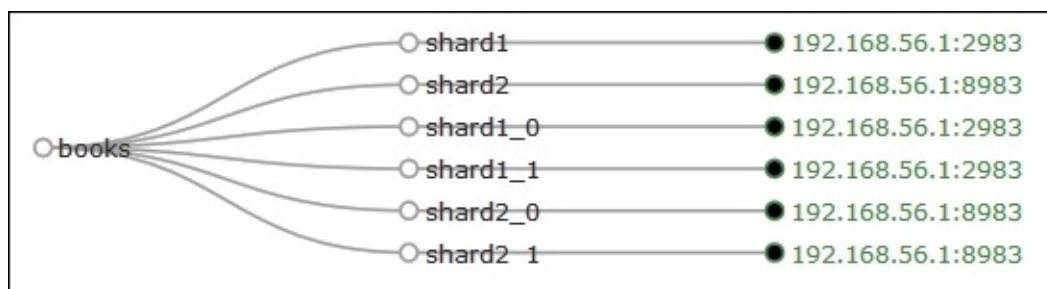 shard1 192.168.56.1:2983
shard2 192.168.56.1:8983
shard1_0 192.168.56.1:2983
books
shard1_1 192.168.56.1:2983
shard2_0 192.168.56.1:8983
shard2_1 192.168.56.1:8983